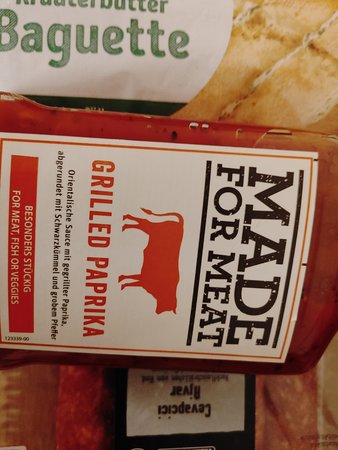 Kräuterbutter
Baguette
MADE
FOR MEAT
GRILLED PAPRIKA
Orientalische Sauce mit gegrillter Paprika,
abgerundet mit Schwarzkümmel und grobem Pfeffer
BESONDERS STÜCKIG
FOR MEAT, FISH OR VEGGIES
123339-00
Cevapcici
Ajvar